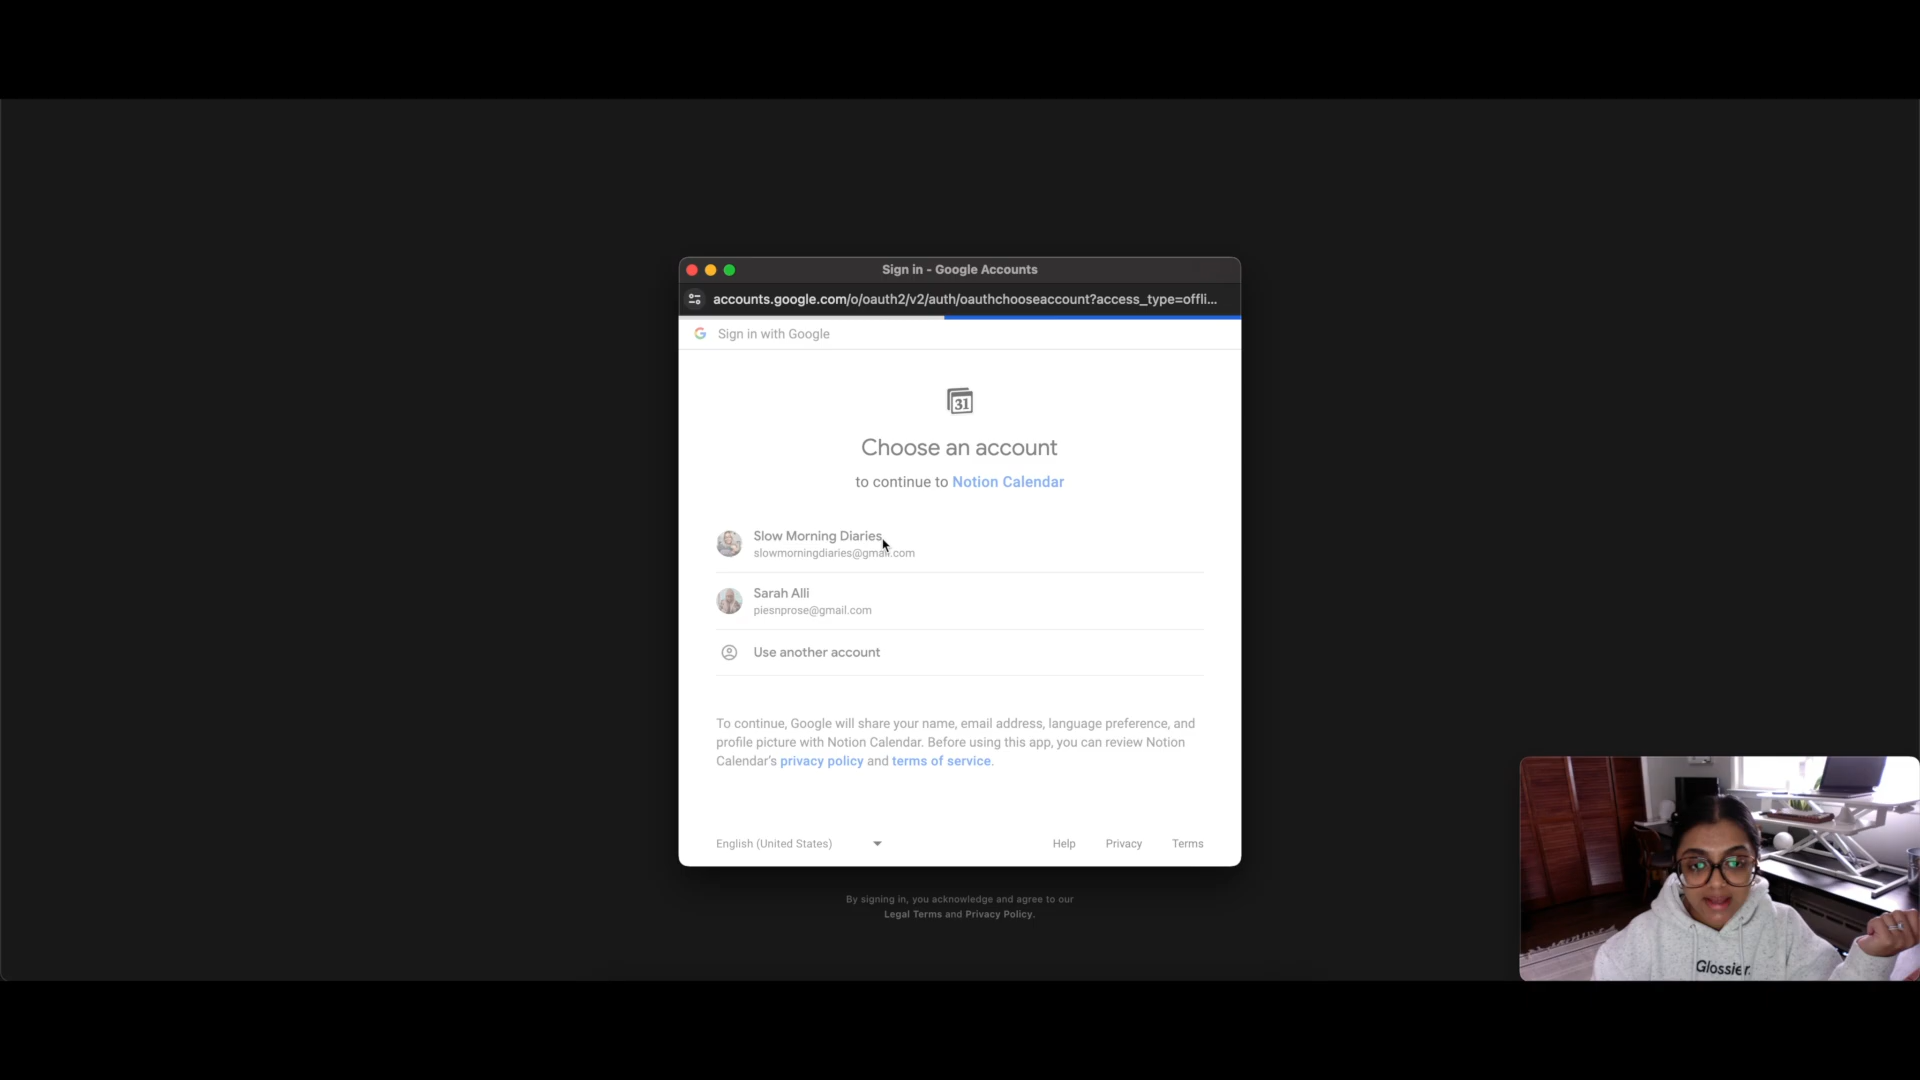 Sign in - Google Accounts
accounts.google.com/o/oauth2/v2/auth/oauthchooseaccount?access_type=offli...
Sign in with Google
31
Choose an account
to continue to Notion Calendar
Slow Morning Diaries
slowmorningdiaries@gmail.com
Sarah Alli
piesnprose@gmail.com
Use another account
To continue, Google will share your name, email address, language preference, and
profile picture with Notion Calendar. Before using this app, you can review Notion
Calendar's privacy policy and terms of service.
English (United States)
Help Privacy Terms
By signing in, you acknowledge and agree to our
Legal Terms and Privacy Policy.
Glossier.